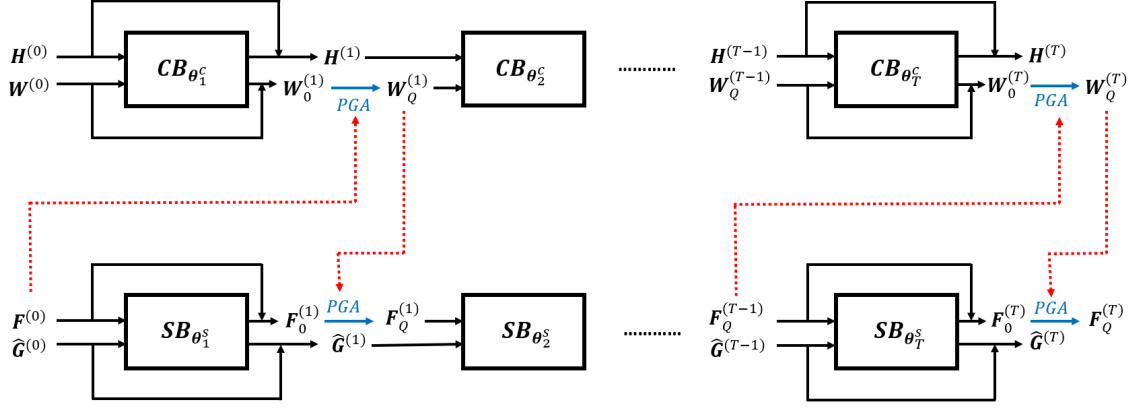 H^(0) CB_θ_1^c H^(1) CB_θ_2^c ............ H^(T−1) CB_θ_T^c H^(T)
W^(0) W_0^(1) PGA W_Q^(1) W_Q^(T−1) W_0^(T) PGA W_Q^(T)
F^(0) SB_θ_1^s F_0^(1) PGA F_Q^(1) SB_θ_2^s ............ F_Q^(T−1) SB_θ_T^s F_0^(T) PGA F_Q^(T)
Ĝ^(0) Ĝ^(1) Ĝ^(T−1) Ĝ^(T)